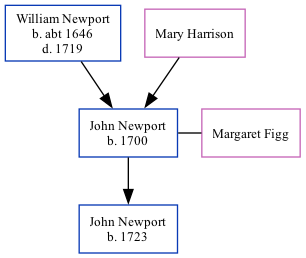 William Newport
b. abt 1646
d. 1719
Mary Harrison
John Newport
b. 1700
Margaret Figg
John Newport
b. 1723